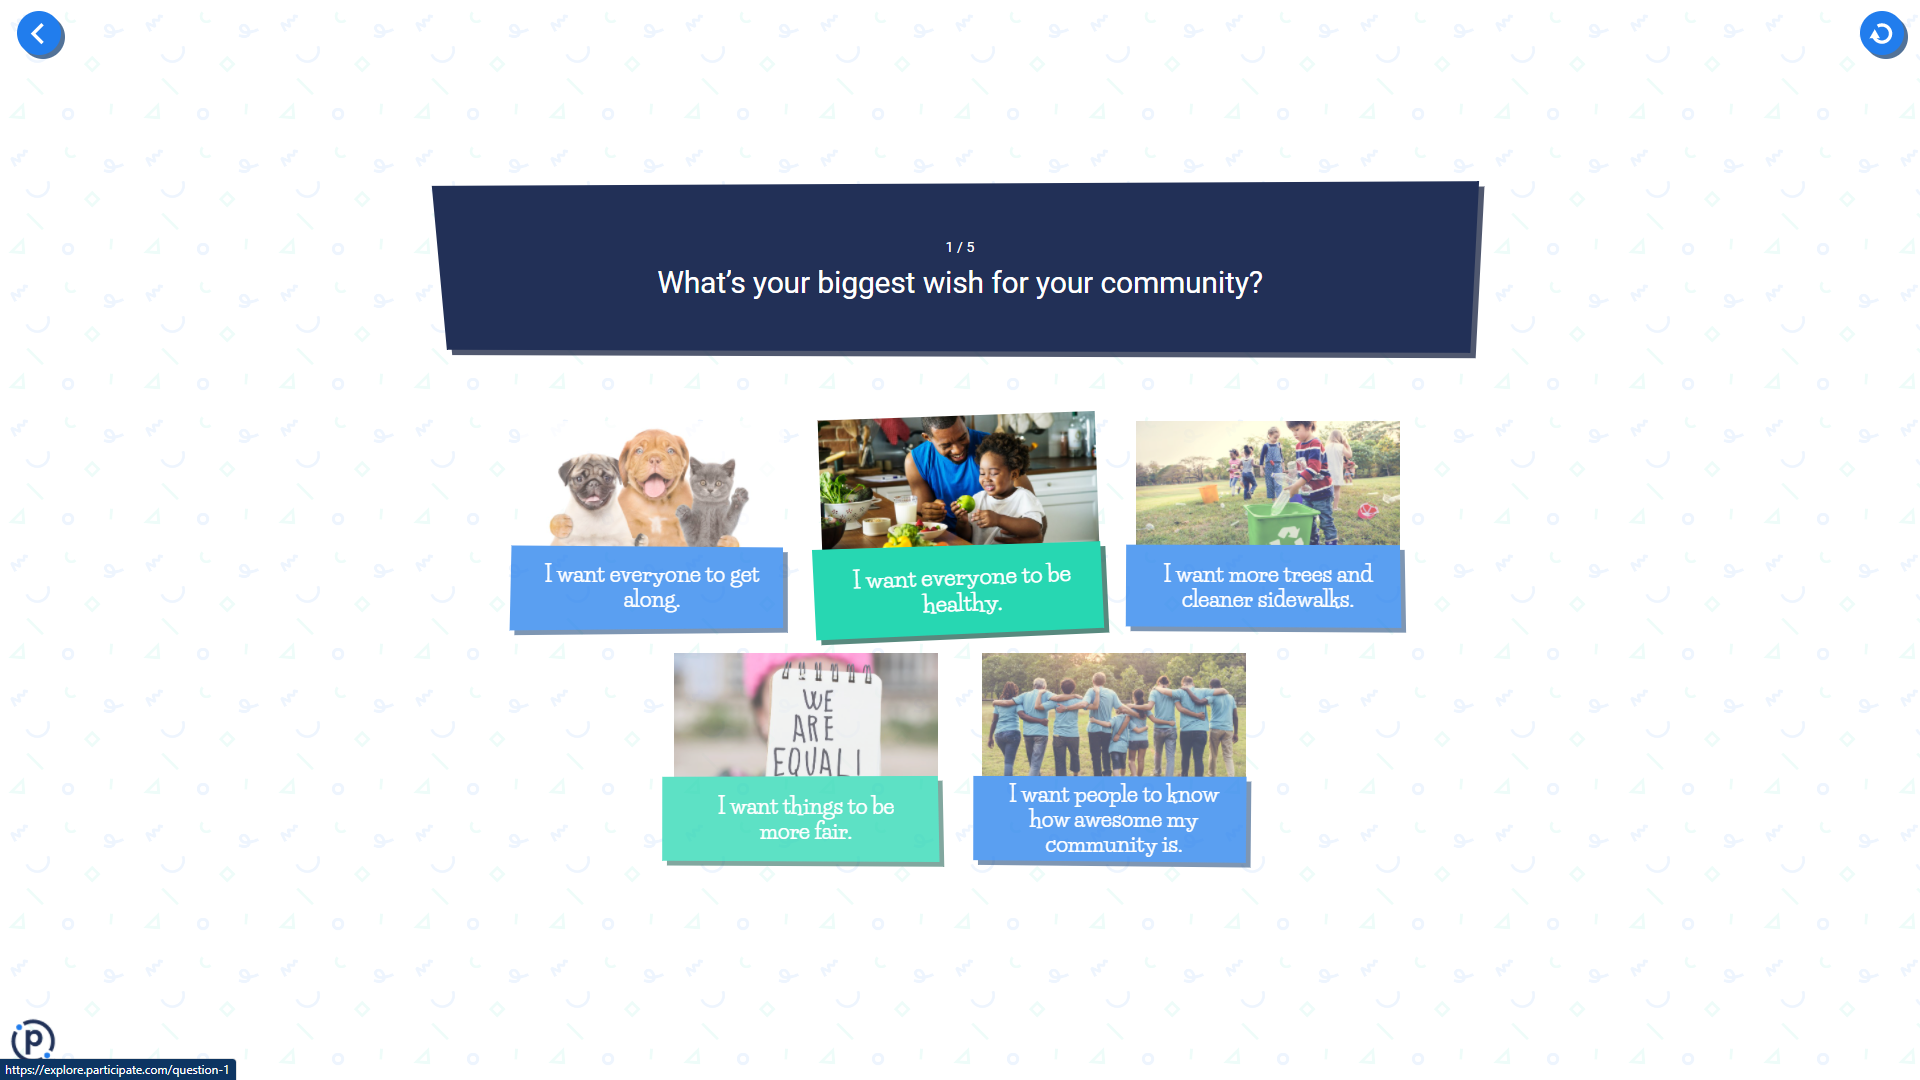 1 / 5
What's your biggest wish for your community?
I want everyone to get
along.
I want everyone to be
healthy.
I want more trees and
cleaner sidewalks.
WE
ARE
EQUAL!
I want things to be
more fair.
I want people to know
how awesome my
community is.
p
https://explore.participate.com/question-1